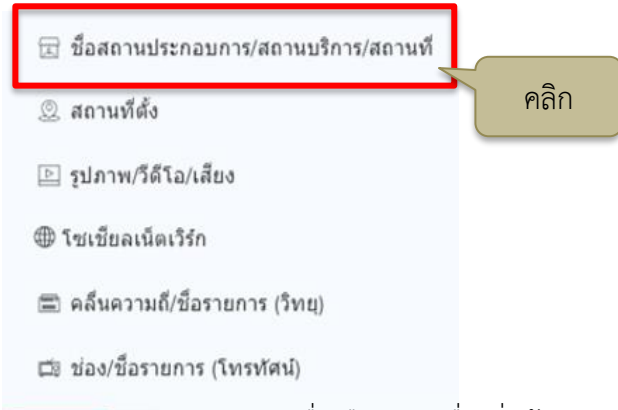 ชื่อสถานประกอบการ/สถานบริการ/สถานที่
คลิก
สถานที่ตั้ง
รูปภาพ/วีดีโอ/เสียง
โซเชียลเน็ตเวิร์ก
คลื่นความถี่/ชื่อรายการ (วิทยุ)
ช่อง/ชื่อรายการ (โทรทัศน์)